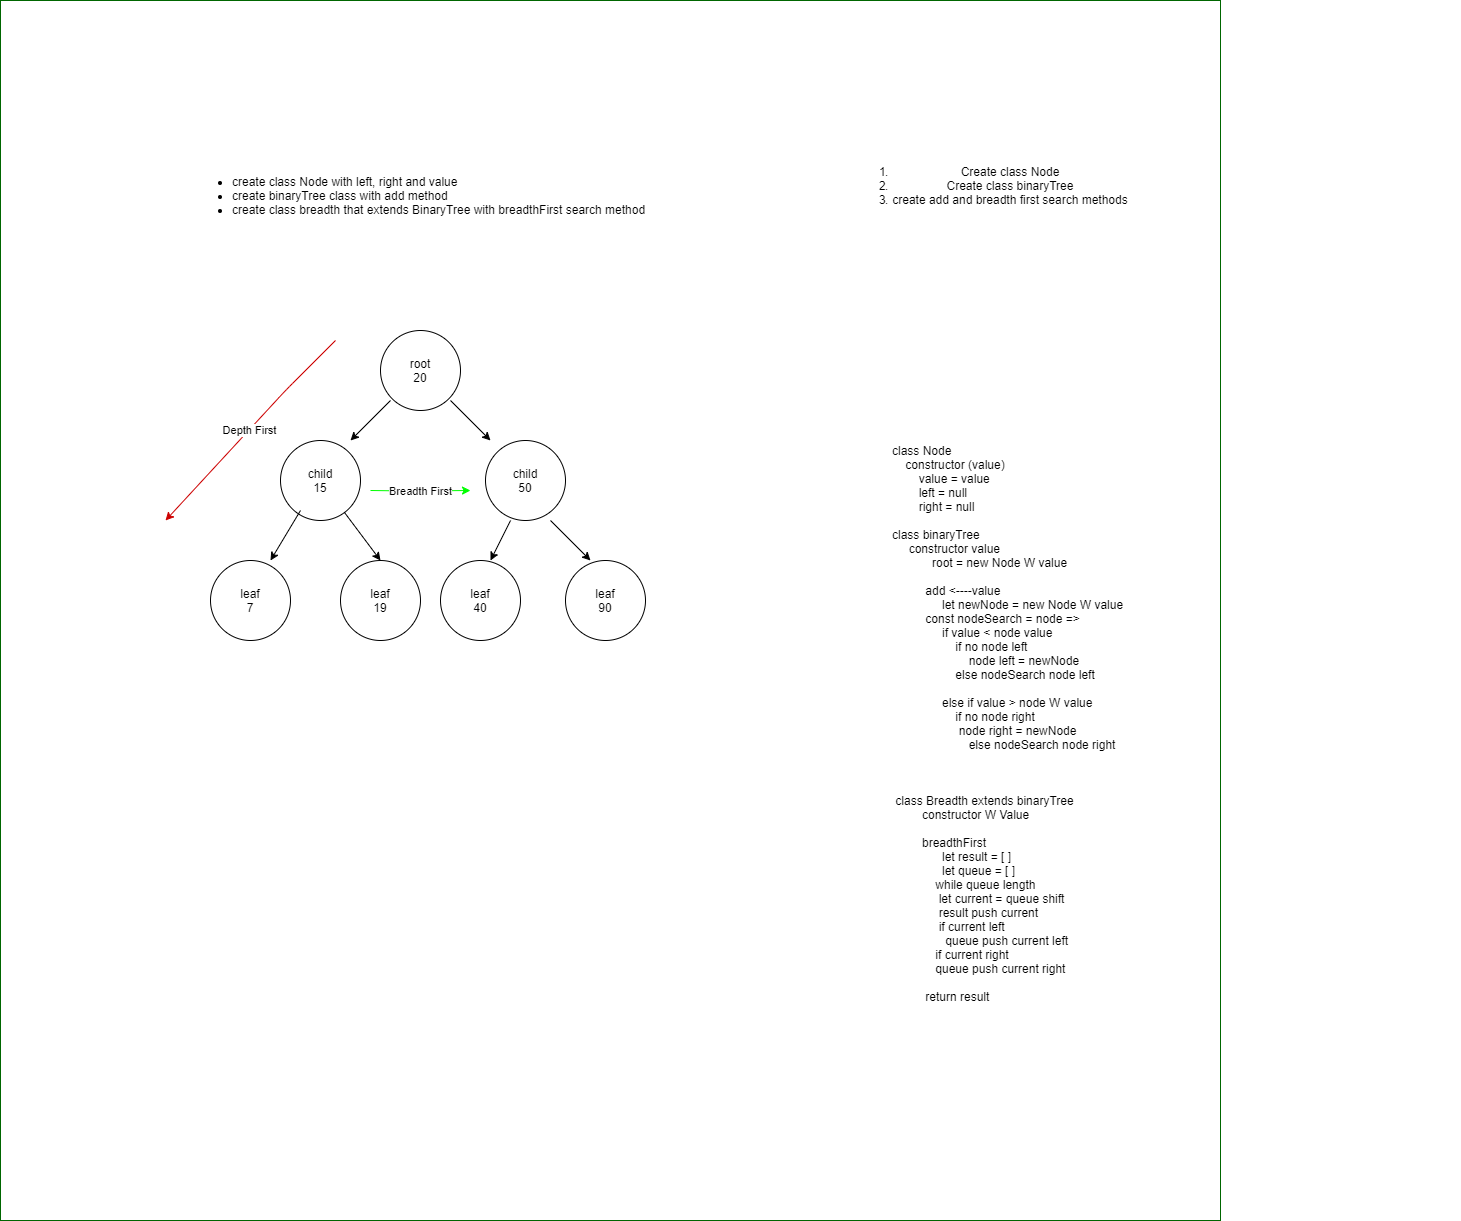 • create class Node with left, right and value
• create binaryTree class with add method
• create class breadth that extends BinaryTree with breadthFirst search method
1. Create class Node
2. Create class binaryTree
3. create add and breadth first search methods
root
20
Depth First
child
15
Breadth First
child
50
leaf
7
leaf
19
leaf
40
leaf
90
class Node
constructor (value)
value = value
left = null
right = null
class binaryTree
constructor value
root = new Node W value
add <----value
let newNode = new Node W value
const nodeSearch = node =>
if value < node value
if no node left
node left = newNode
else nodeSearch node left
else if value > node W value
if no node right
node right = newNode
else nodeSearch node right
class Breadth extends binaryTree
constructor W Value
breadthFirst
let result = [ ]
let queue = [ ]
while queue length
let current = queue shift
result push current
if current left
queue push current left
if current right
queue push current right
return result